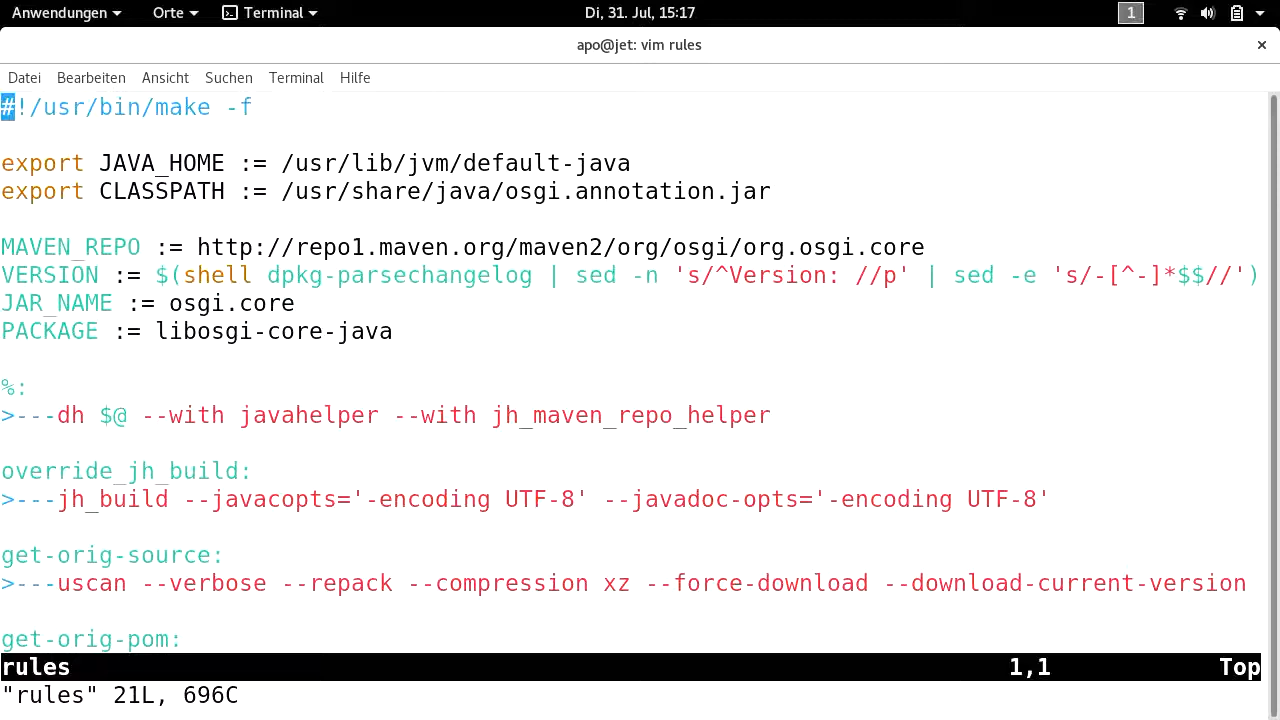 Anwendungen Orte Terminal Di, 31. Jul, 15:17 1
apo@jet: vim rules ×
Datei Bearbeiten Ansicht Suchen Terminal Hilfe
#!/usr/bin/make -f
export JAVA_HOME := /usr/lib/jvm/default-java
export CLASSPATH := /usr/share/java/osgi.annotation.jar
MAVEN_REPO := http://repo1.maven.org/maven2/org/osgi/org.osgi.core
VERSION := $(shell dpkg-parsechangelog | sed -n 's/^Version: //p' | sed -e 's/-[^-]*$$//')
JAR_NAME := osgi.core
PACKAGE := libosgi-core-java
%:
>---dh $@ --with javahelper --with jh_maven_repo_helper
override_jh_build:
>---jh_build --javacopts='-encoding UTF-8' --javadoc-opts='-encoding UTF-8'
get-orig-source:
>---uscan --verbose --repack --compression xz --force-download --download-current-version
get-orig-pom:
rules 1,1 Top
"rules" 21L, 696C